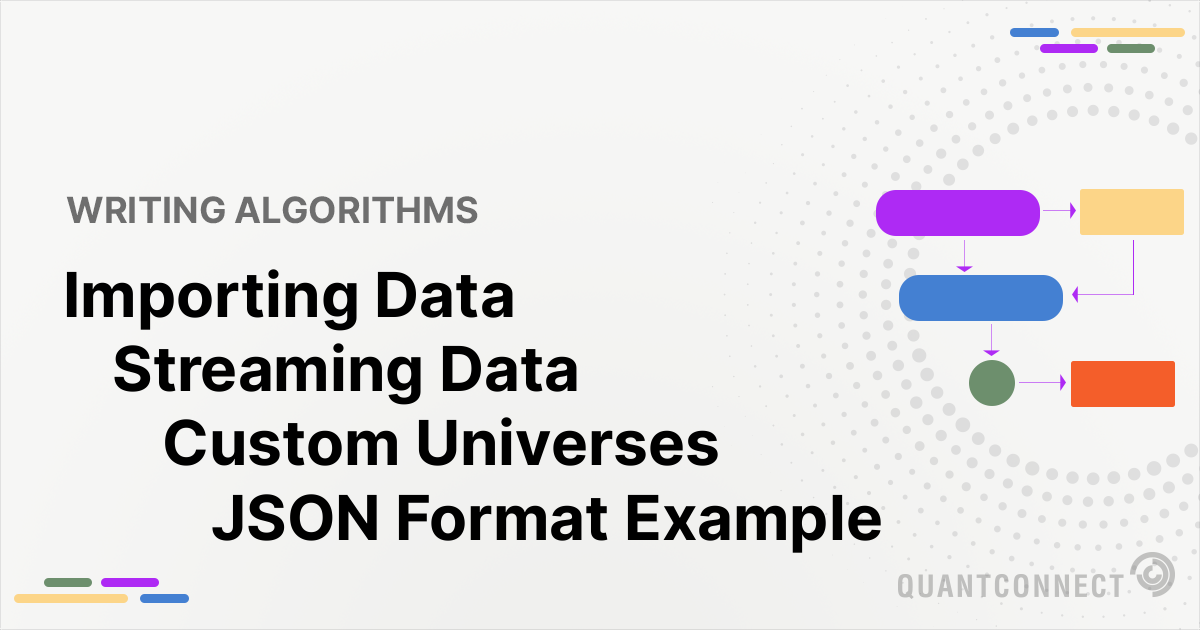 WRITING ALGORITHMS
Importing Data
Streaming Data
Custom Universes
JSON Format Example
QUANTCONNECT